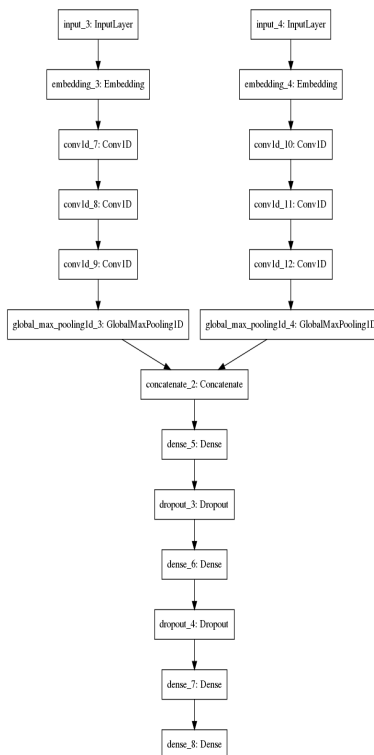 input_3: InputLayer
input_4: InputLayer
embedding_3: Embedding
embedding_4: Embedding
conv1d_7: Conv1D
conv1d_10: Conv1D
conv1d_8: Conv1D
conv1d_11: Conv1D
conv1d_9: Conv1D
conv1d_12: Conv1D
global_max_pooling1d_3: GlobalMaxPooling1D
global_max_pooling1d_4: GlobalMaxPooling1D
concatenate_2: Concatenate
dense_5: Dense
dropout_3: Dropout
dense_6: Dense
dropout_4: Dropout
dense_7: Dense
dense_8: Dense